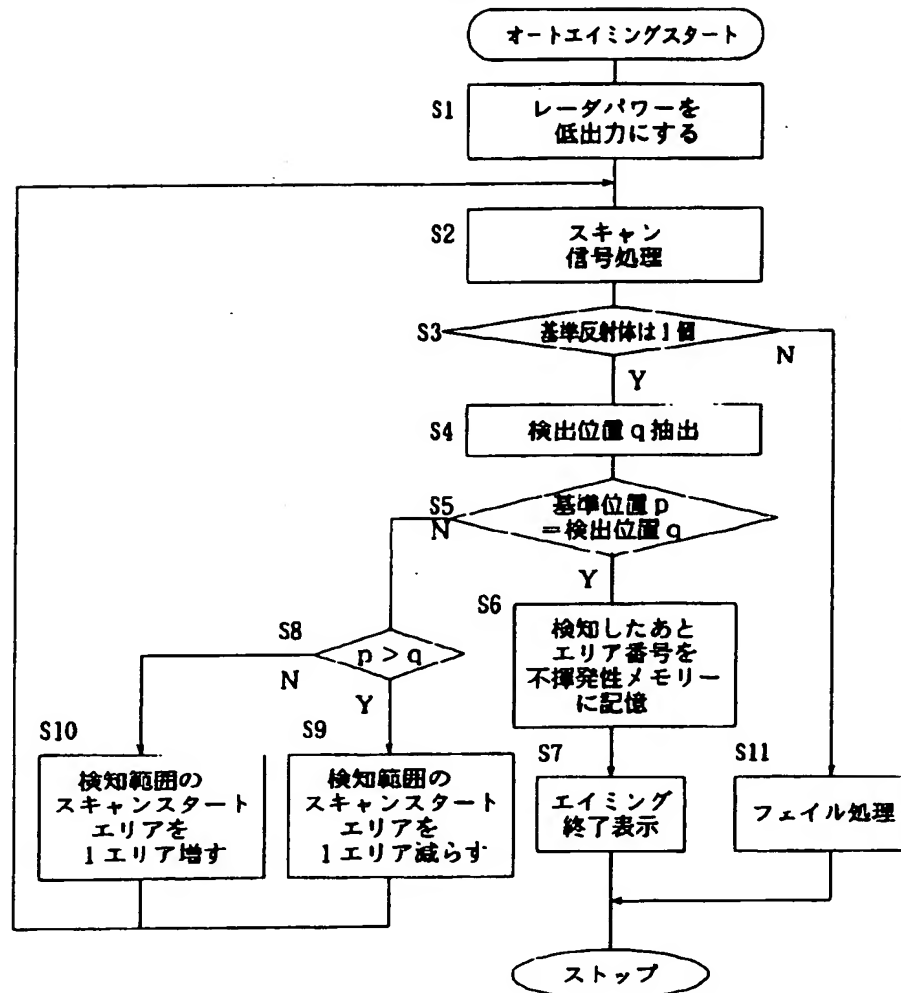 オートエイミングスタート
S1
レーダパワーを
低出力にする
S2
スキャン
信号処理
S3
基準反射体は1個
N
Y
S4
検出位置q抽出
S5
基準位置p
=検出位置q
N
Y
S6
検知したあと
エリア番号を
不揮発性メモリー
に記憶
S8
p>q
N
Y
S10
検知範囲の
スキャンスタート
エリアを
1エリア増す
S9
検知範囲の
スキャンスタート
エリアを
1エリア減らす
S7
エイミング
終了表示
S11
フェイル処理
ストップ